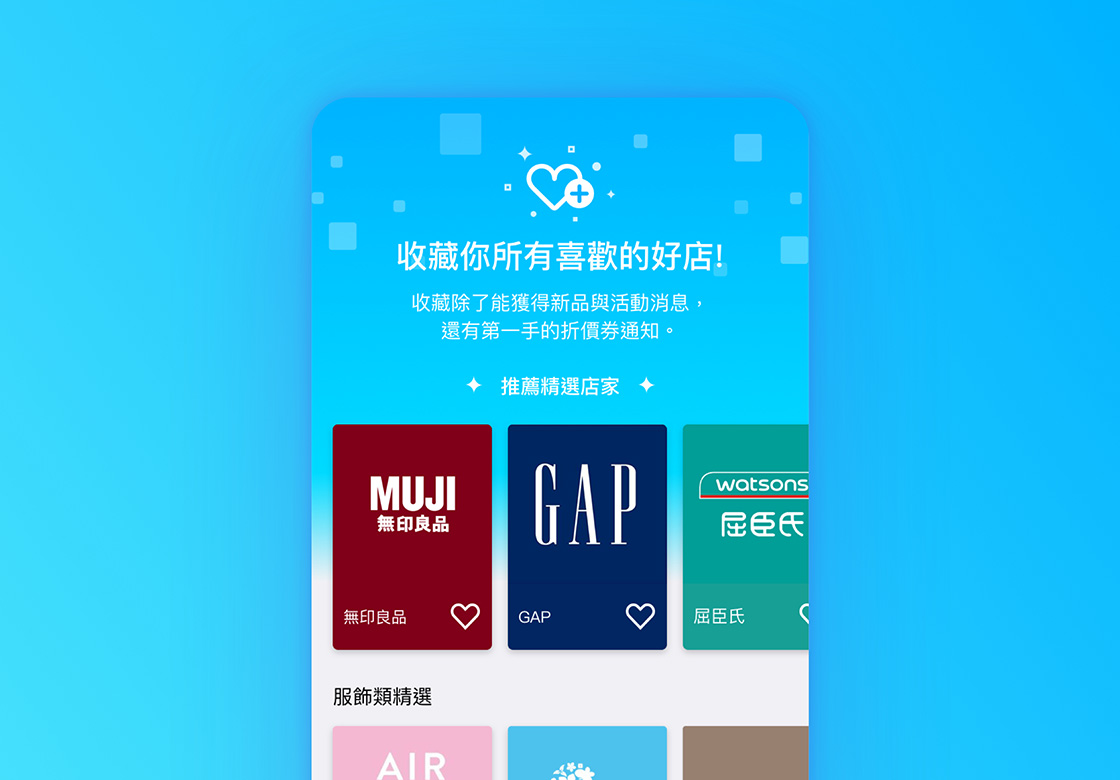 收藏你所有喜歡的好店!
收藏除了能獲得新品與活動消息，
還有第一手的折價券通知。
推薦精選店家
MUJI
無印良品
GAP
watsons
屈臣氏
無印良品
GAP
屈臣氏
服飾類精選
AIR